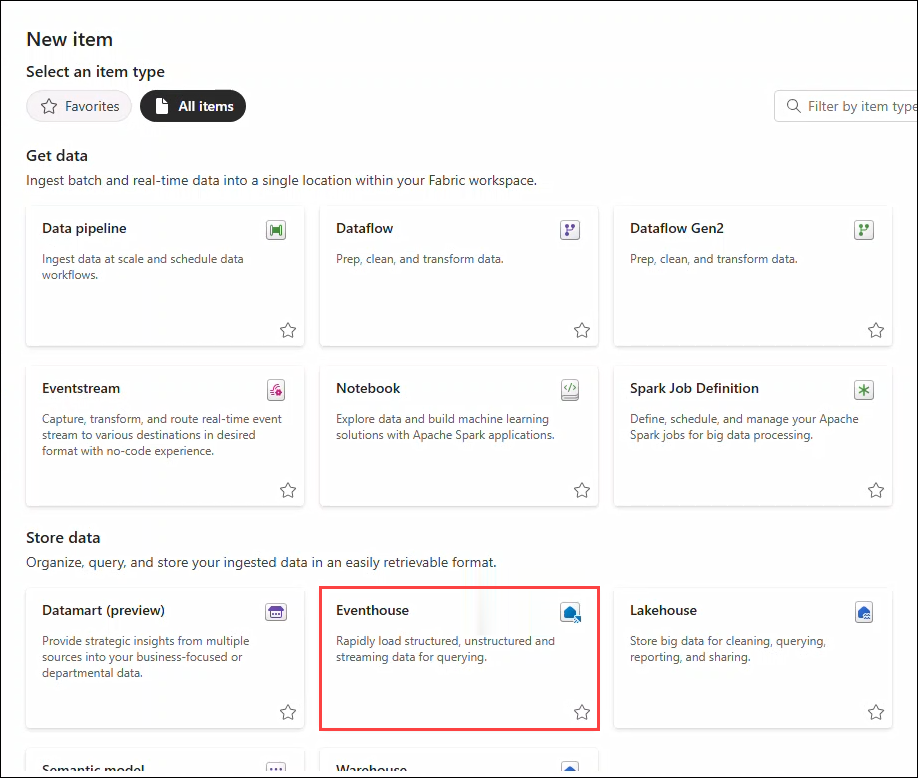 New item
Select an item type
Favorites
All items
Filter by item type
Get data
Ingest batch and real-time data into a single location within your Fabric workspace.
Data pipeline
Ingest data at scale and schedule data
workflows.
Dataflow
Prep, clean, and transform data.
Dataflow Gen2
Prep, clean, and transform data.
Eventstream
Capture, transform, and route real-time event
stream to various destinations in desired
format with no-code experience.
Notebook
Explore data and build machine learning
solutions with Apache Spark applications.
Spark Job Definition
Define, schedule, and manage your Apache
Spark jobs for big data processing.
Store data
Organize, query, and store your ingested data in an easily retrievable format.
Datamart (preview)
Provide strategic insights from multiple
sources into your business-focused or
departmental data.
Eventhouse
Rapidly load structured, unstructured and
streaming data for querying.
Lakehouse
Store big data for cleaning, querying,
reporting, and sharing.
Semantic model
Warehouse